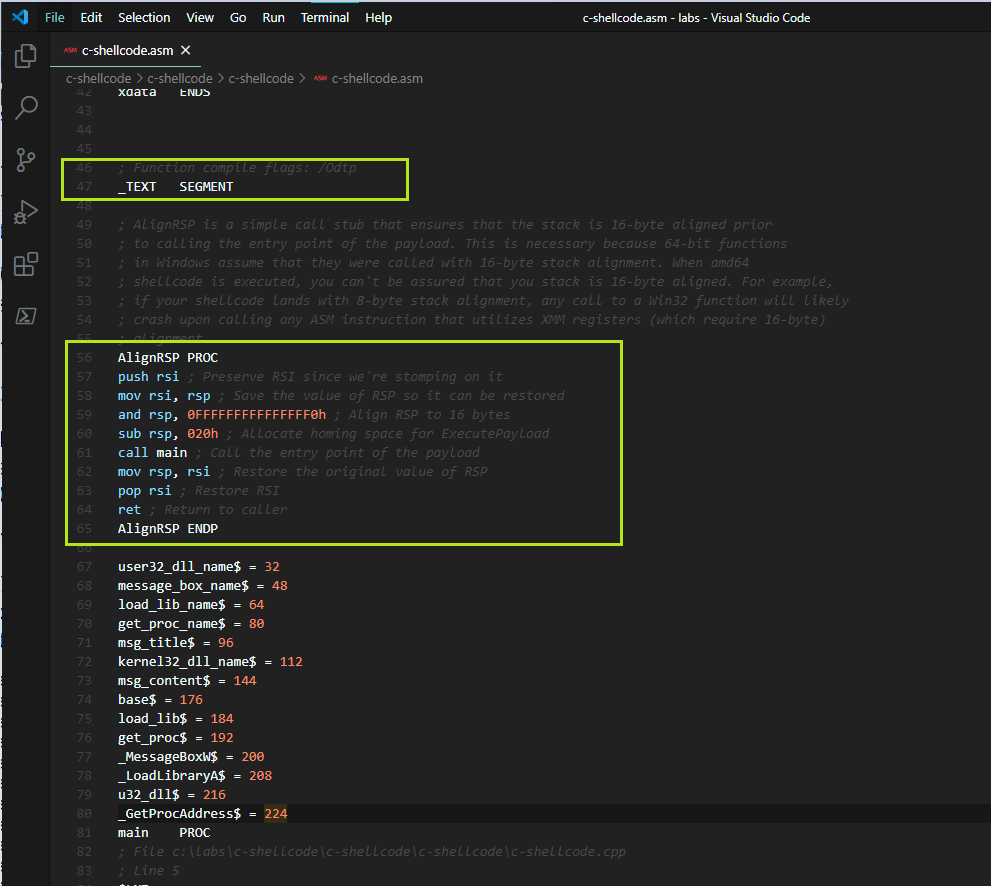 File Edit Selection View Go Run Terminal Help c-shellcode.asm - labs - Visual Studio Code
ASM c-shellcode.asm
c-shellcode > c-shellcode > c-shellcode > ASM c-shellcode.asm
42 xdata ENDS
43
44
45
46 ; Function compile flags: /Odtp
47 _TEXT SEGMENT
48
49 ; AlignRSP is a simple call stub that ensures that the stack is 16-byte aligned prior
50 ; to calling the entry point of the payload. This is necessary because 64-bit functions
51 ; in Windows assume that they were called with 16-byte stack alignment. When amd64
52 ; shellcode is executed, you can't be assured that you stack is 16-byte aligned. For example,
53 ; if your shellcode lands with 8-byte stack alignment, any call to a Win32 function will likely
54 ; crash upon calling any ASM instruction that utilizes XMM registers (which require 16-byte)
55 ; alignment.
56 AlignRSP PROC
57 push rsi ; Preserve RSI since we're stomping on it
58 mov rsi, rsp ; Save the value of RSP so it can be restored
59 and rsp, 0FFFFFFFFFFFFFFF0h ; Align RSP to 16 bytes
60 sub rsp, 020h ; Allocate homing space for ExecutePayload
61 call main ; Call the entry point of the payload
62 mov rsp, rsi ; Restore the original value of RSP
63 pop rsi ; Restore RSI
64 ret ; Return to caller
65 AlignRSP ENDP
66
67 user32_dll_name$ = 32
68 message_box_name$ = 48
69 load_lib_name$ = 64
70 get_proc_name$ = 80
71 msg_title$ = 96
72 kernel32_dll_name$ = 112
73 msg_content$ = 144
74 base$ = 176
75 load_lib$ = 184
76 get_proc$ = 192
77 _MessageBoxW$ = 200
78 _LoadLibraryA$ = 208
79 u32_dll$ = 216
80 _GetProcAddress$ = 224
81 main PROC
82 ; File c:\labs\c-shellcode\c-shellcode\c-shellcode\c-shellcode.cpp
83 ; Line 5